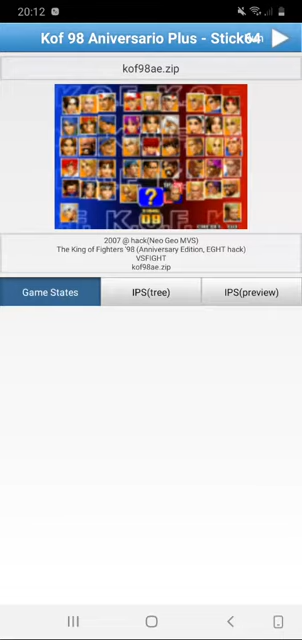 20:12
Kof 98 Aniversario Plus - Stick64
kof98ae.zip
09
2007 @ hack(Neo Geo MVS)
The King of Fighters '98 (Anniversary Edition, EGHT hack)
VSFIGHT
kof98ae.zip
Game States
IPS(tree)
IPS(preview)